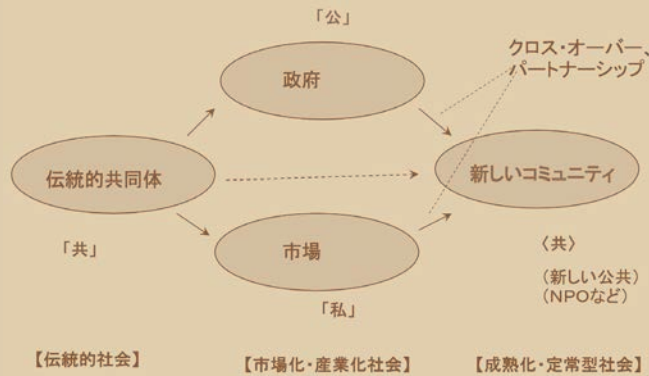 「公」
クロス・オーバー、
パートナーシップ
政府
伝統的共同体
新しいコミュニティ
「共」
市場
〈共〉
(新しい公共)
(NPOなど)
「私」
【伝統的社会】
【市場化・産業化社会】
【成熟化・定常型社会】